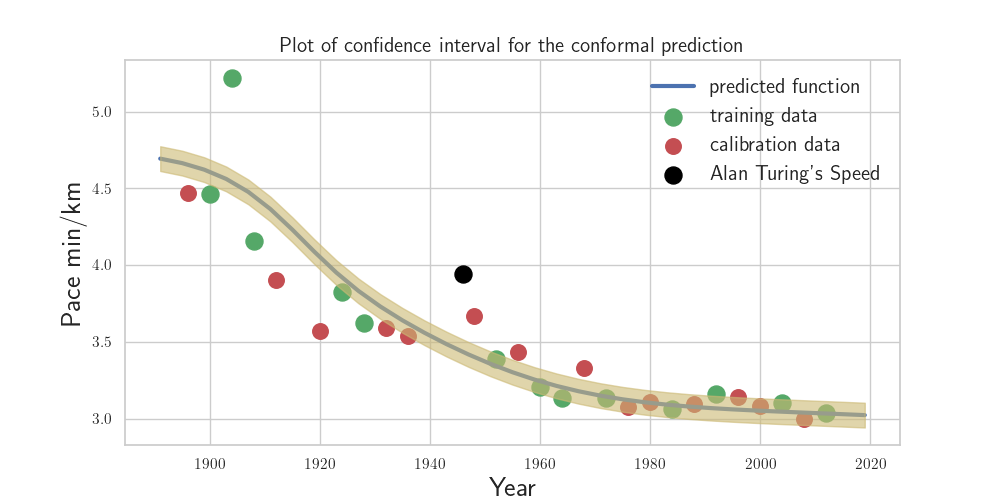 Plot of confidence interval for the conformal prediction
predicted function
training data
calibration data
Alan Turing's Speed
Pace min/km
5.0
4.5
4.0
3.5
3.0
1900 1920 1940 1960 1980 2000 2020
Year